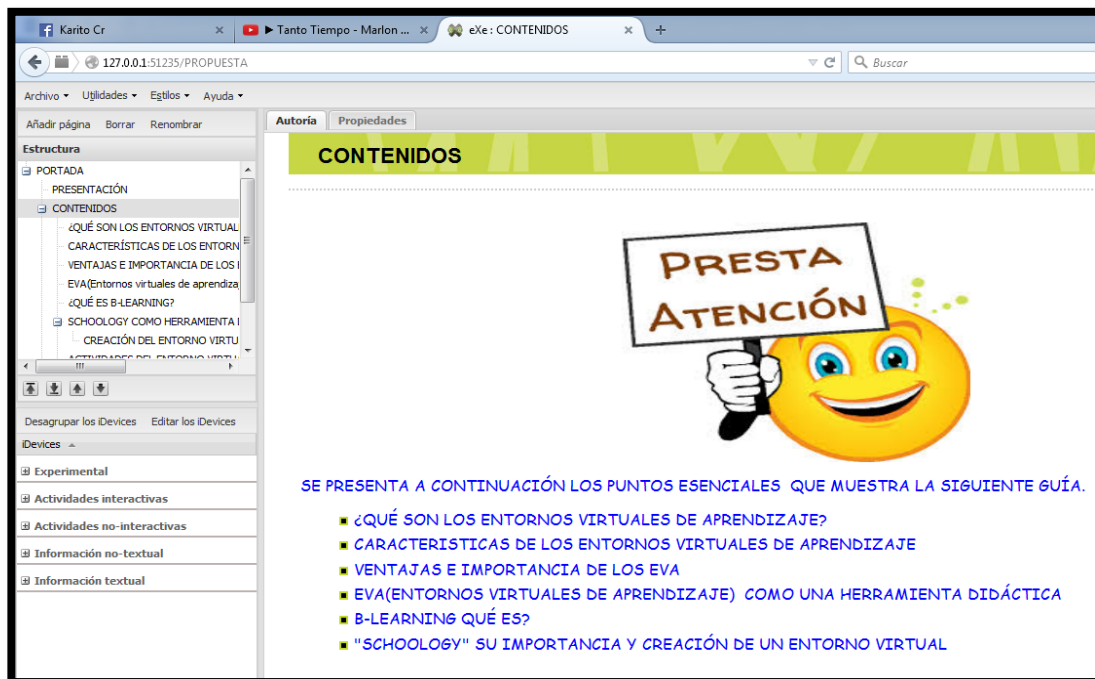 Karito Cr
Tanto Tiempo - Marlon ...
eXe : CONTENIDOS
127.0.0.1:51235/PROPUESTA
Buscar
Archivo Utilidades Estilos Ayuda
Añadir página Borrar Renombrar
Autoría Propiedades
Estructura
PORTADA
PRESENTACIÓN
CONTENIDOS
¿QUÉ SON LOS ENTORNOS VIRTUAL
CARACTERÍSTICAS DE LOS ENTORN
VENTAJAS E IMPORTANCIA DE LOS
EVA(Entornos virtuales de aprendiza
¿QUÉ ES B-LEARNING?
SCHOOLOGY COMO HERRAMIENTA
CREACIÓN DEL ENTORNO VIRTU
ACTIVIDADES DEL ENTORNO VIRTU
Desagrupar los iDevices Editar los iDevices
iDevices
Experimental
Actividades interactivas
Actividades no-interactivas
Información no-textual
Información textual
CONTENIDOS
PRESTA
ATENCIÓN
SE PRESENTA A CONTINUACIÓN LOS PUNTOS ESENCIALES QUE MUESTRA LA SIGUIENTE GUÍA.
¿QUÉ SON LOS ENTORNOS VIRTUALES DE APRENDIZAJE?
CARACTERISTICAS DE LOS ENTORNOS VIRTUALES DE APRENDIZAJE
VENTAJAS E IMPORTANCIA DE LOS EVA
EVA(ENTORNOS VIRTUALES DE APRENDIZAJE) COMO UNA HERRAMIENTA DIDÁCTICA
B-LEARNING QUÉ ES?
"SCHOOLOGY" SU IMPORTANCIA Y CREACIÓN DE UN ENTORNO VIRTUAL